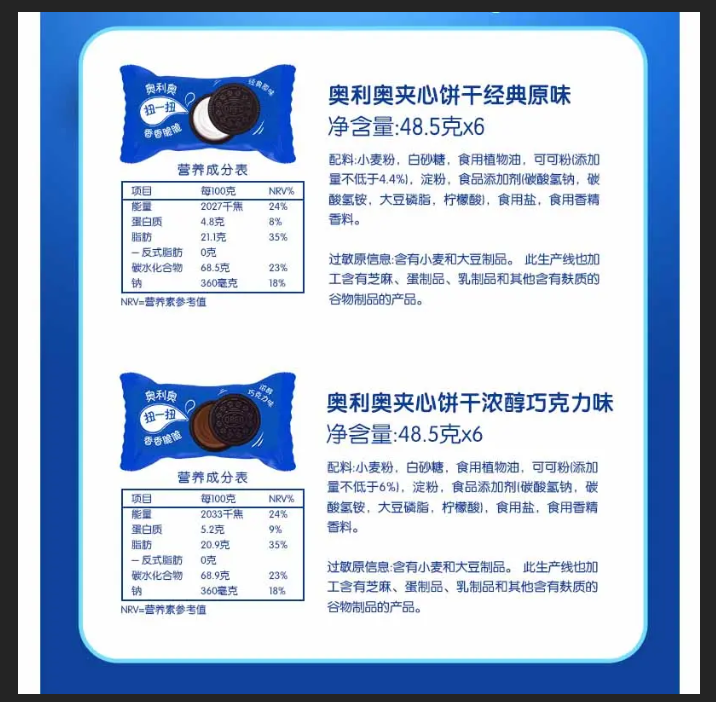 奥利奥
扭一扭
香香脆脆
经典原味
奥利奥夹心饼干经典原味
净含量:48.5克x6
营养成分表
项目 每100克 NRV%
能量 2027千焦 24%
蛋白质 4.8克 8%
脂肪 21.1克 35%
—反式脂肪 0克
碳水化合物 68.5克 23%
钠 360毫克 18%
NRV=营养素参考值
配料:小麦粉，白砂糖，食用植物油，可可粉(添加
量不低于4.4%)，淀粉，食品添加剂(碳酸氢钠，碳
酸氢铵，大豆磷脂，柠檬酸)，食用盐，食用香精
香料。
过敏原信息:含有小麦和大豆制品。 此生产线也加
工含有芝麻、蛋制品、乳制品和其他含有麸质的
谷物制品的产品。
奥利奥
扭一扭
香香脆脆
浓醇
巧克力味
奥利奥夹心饼干浓醇巧克力味
净含量:48.5克x6
营养成分表
项目 每100克 NRV%
能量 2033千焦 24%
蛋白质 5.2克 9%
脂肪 20.9克 35%
—反式脂肪 0克
碳水化合物 68.9克 23%
钠 360毫克 18%
NRV=营养素参考值
配料:小麦粉，白砂糖，食用植物油，可可粉(添加
量不低于6%)，淀粉，食品添加剂(碳酸氢钠，碳
酸氢铵，大豆磷脂，柠檬酸)，食用盐，食用香精
香料。
过敏原信息:含有小麦和大豆制品。 此生产线也加
工含有芝麻、蛋制品、乳制品和其他含有麸质的
谷物制品的产品。